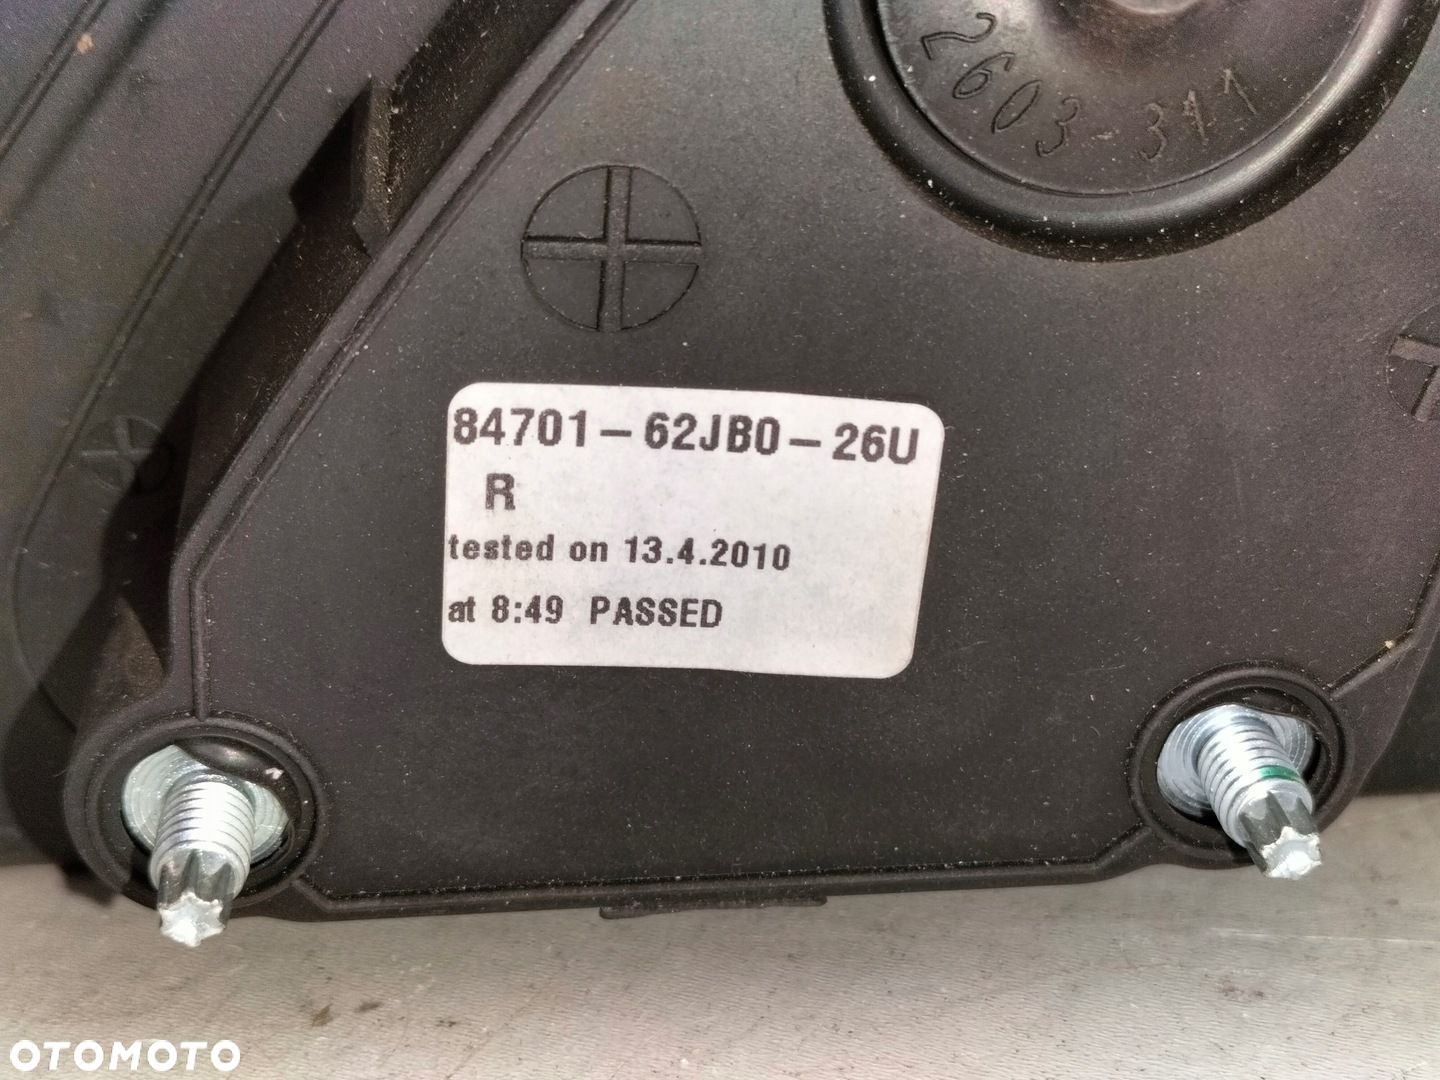 2603-311
84701-62JB0-26U
R
tested on 13.4.2010
at 8:49 PASSED
OTOMOTO